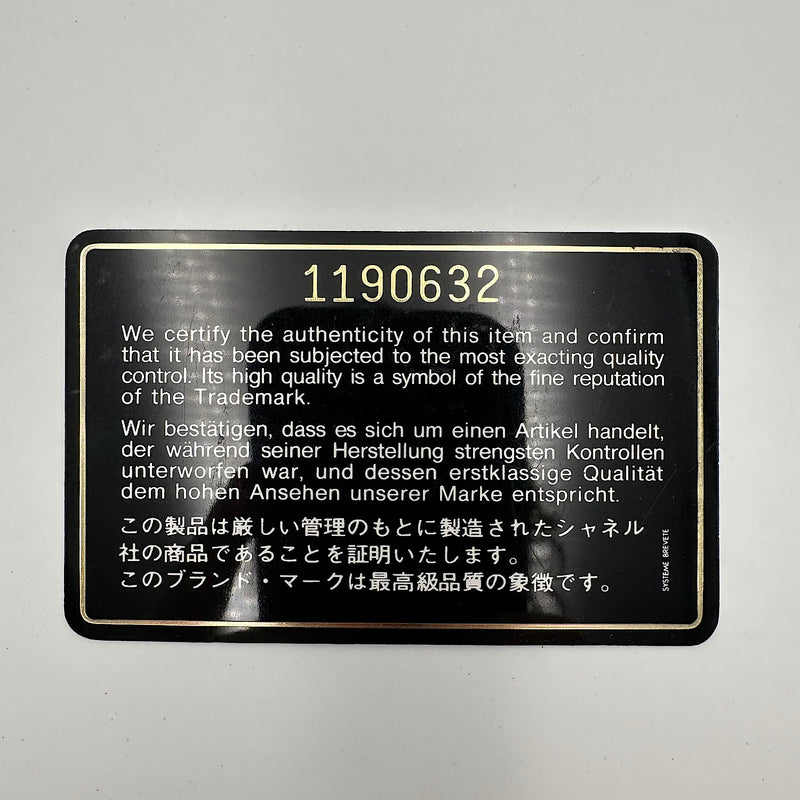 1190632
We certify the authenticity of this item and confirm
that it has been subjected to the most exacting quality
control. Its high quality is a symbol of the fine reputation
of the Trademark.
Wir bestätigen, dass es sich um einen Artikel handelt,
der während seiner Herstellung strengsten Kontrollen
unterworfen war, und dessen erstklassige Qualität
dem hohen Ansehen unserer Marke entspricht.
この製品は厳しい管理のもとに製造されたシャネル
社の商品であることを証明いたします。
このブランド・マークは最高級品質の象徴です。
SYSTEME BREVETE